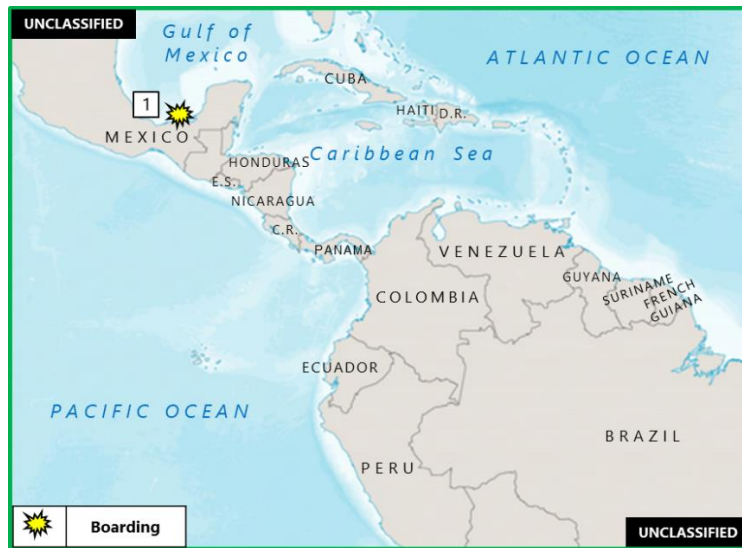 UNCLASSIFIED
Gulf of
Mexico
ATLANTIC OCEAN
CUBA
1
HAITI
D.R.
MEXICO
Caribbean Sea
HONDURAS
E.S.
NICARAGUA
C.R.
PANAMA
VENEZUELA
GUYANA
SURINAME
FRENCH
GUIANA
COLOMBIA
ECUADOR
PACIFIC OCEAN
BRAZIL
PERU
Boarding
UNCLASSIFIED